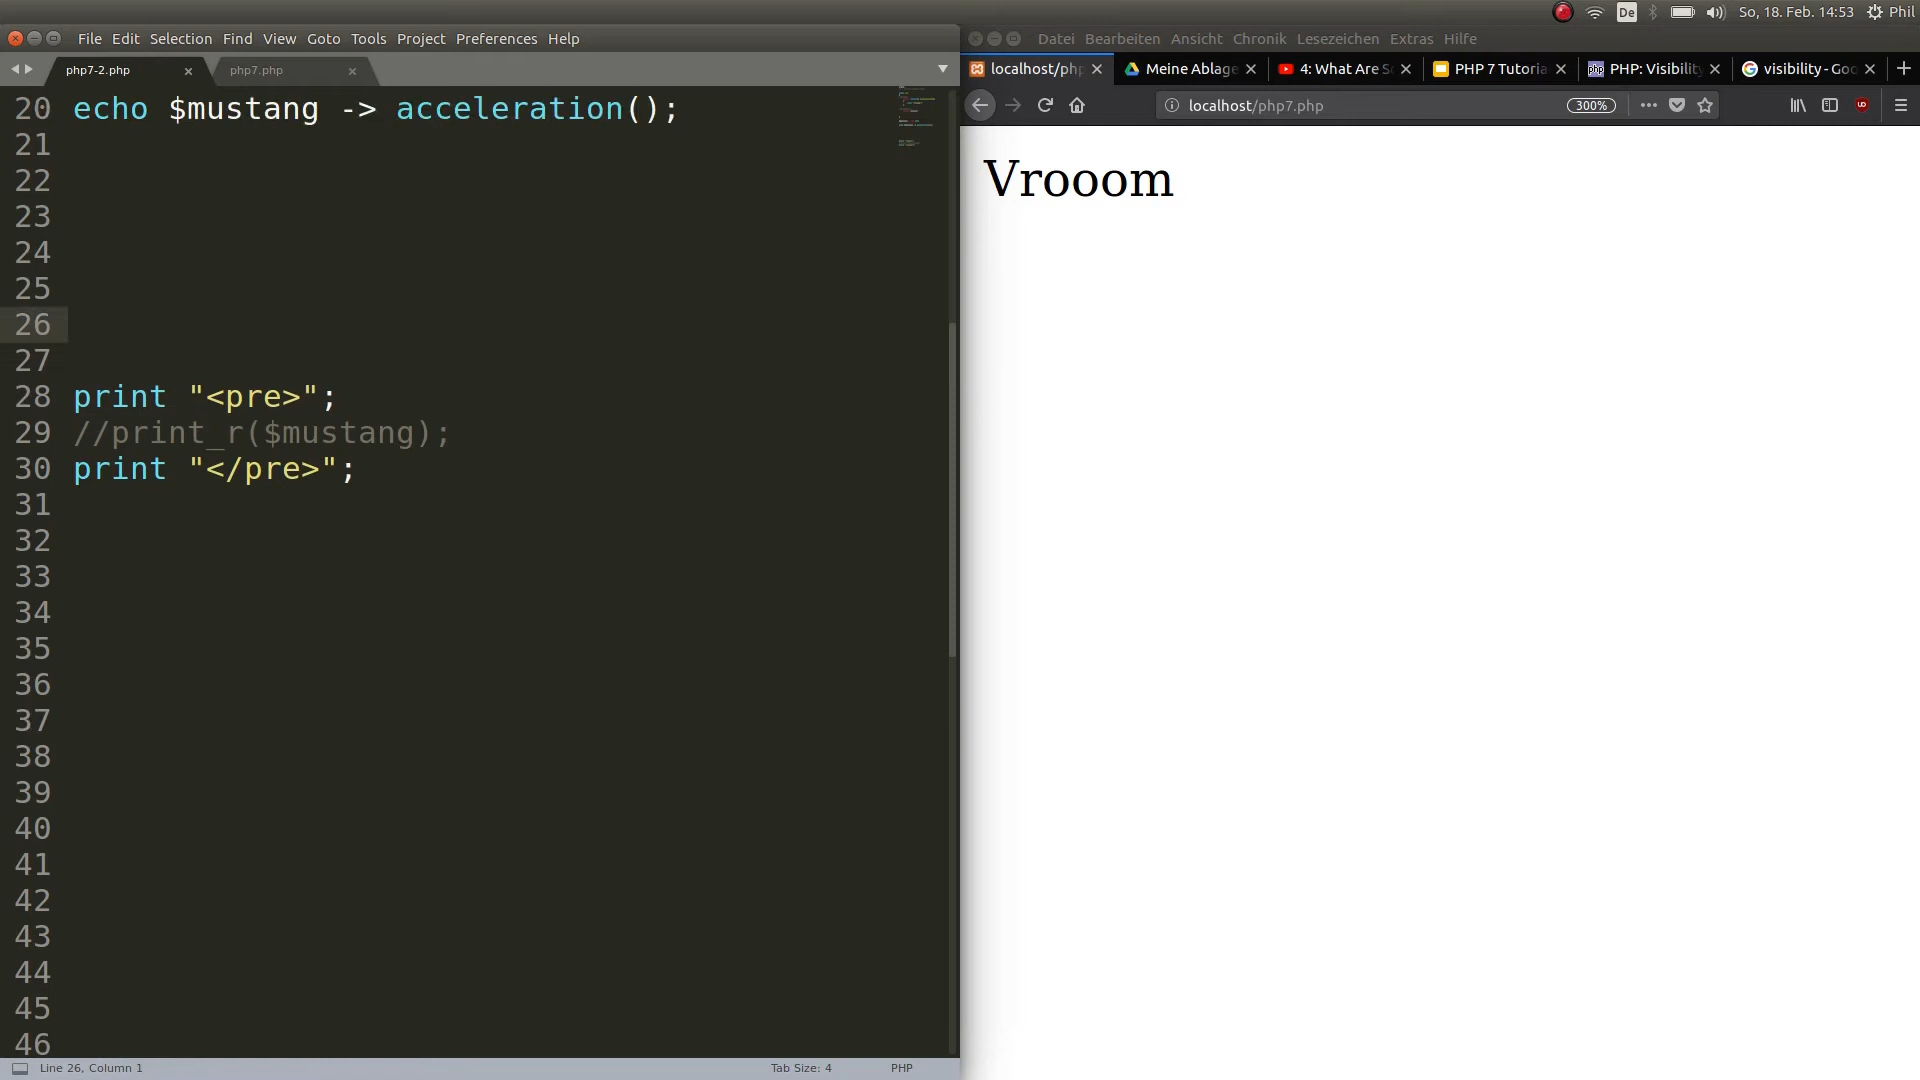 De So, 18. Feb. 14:53 Phil
File Edit Selection Find View Goto Tools Project Preferences Help
php7-2.php php7.php
20 echo $mustang -> acceleration();
21
22
23
24
25
26
27
28 print "<pre>";
29 //print_r($mustang);
30 print "</pre>";
31
32
33
34
35
36
37
38
39
40
41
42
43
44
45
46
Line 26, Column 1 Tab Size: 4 PHP
Datei Bearbeiten Ansicht Chronik Lesezeichen Extras Hilfe
localhost/php Meine Ablage 4: What Are Sc PHP 7 Tutoria PHP: Visibility visibility - Goo
localhost/php7.php 300%
Vrooom